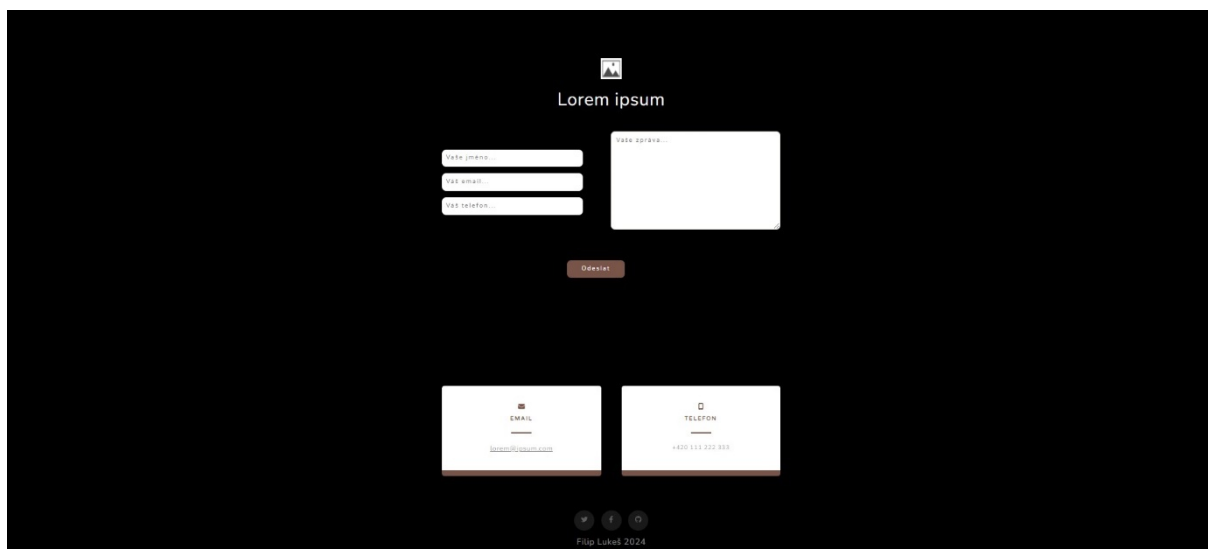 Lorem ipsum
Vaše jméno...
Váš email...
Váš telefon...
Vaše zpráva...
Odeslat
EMAIL
lorem@ipsum.com
TELEFON
+420 111 222 333
Filip Lukeš 2024